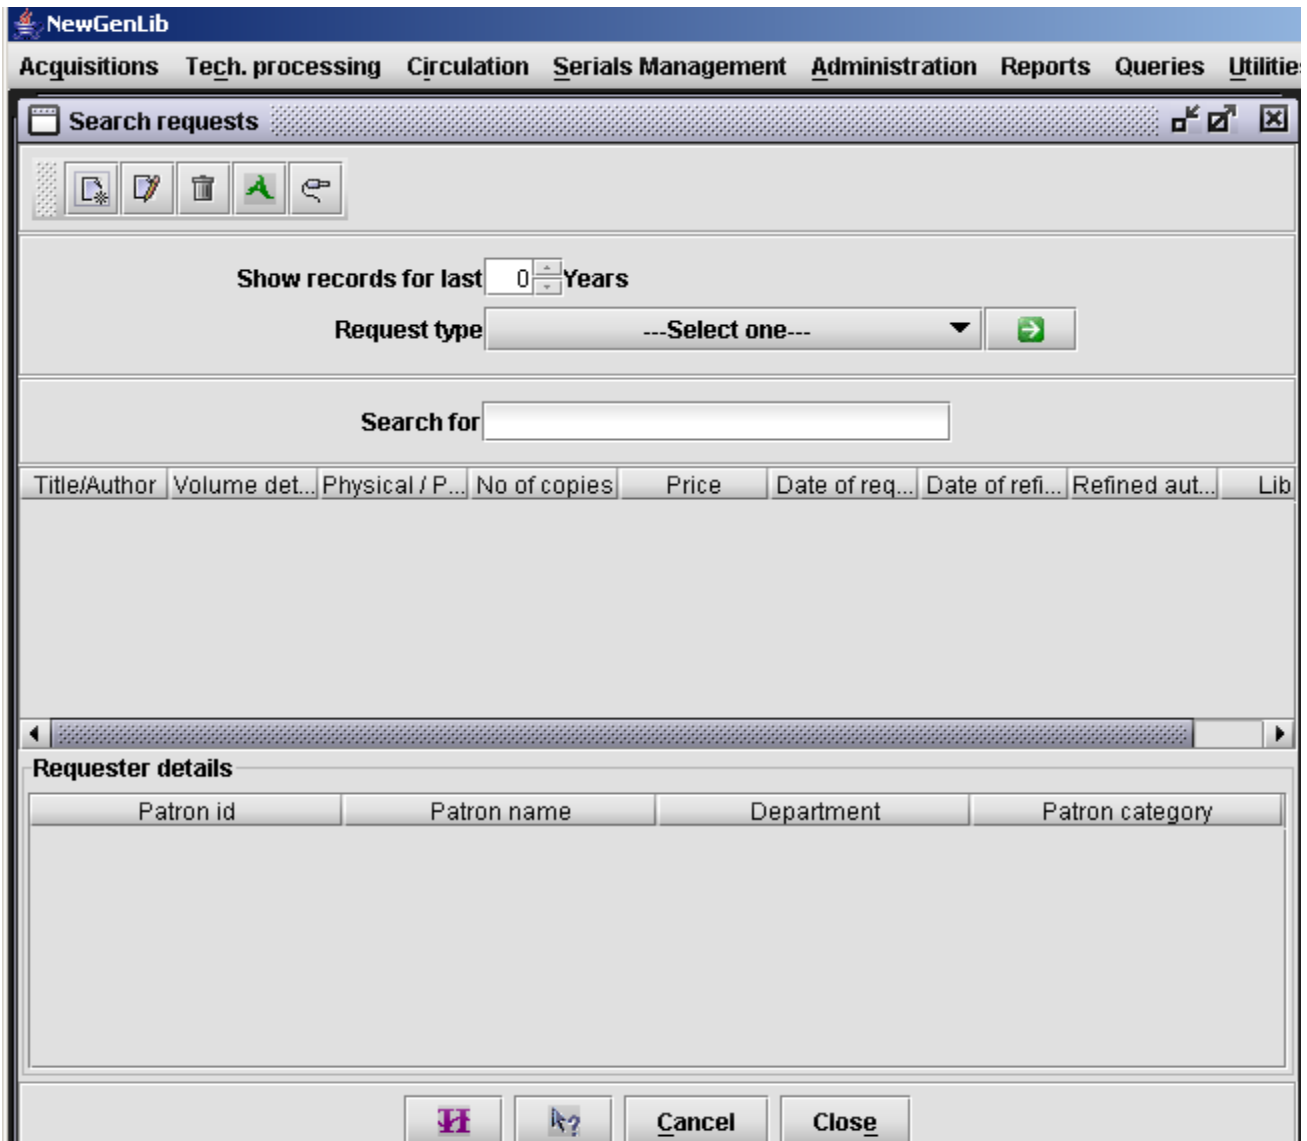 NewGenLib
Acquisitions Tech. processing Circulation Serials Management Administration Reports Queries Utilities
Search requests
Show records for last 0 Years
Request type ---Select one---
Search for
Title/Author Volume det... Physical / P... No of copies Price Date of req... Date of refi... Refined aut... Lib
Requester details
Patron id Patron name Department Patron category
Cancel Close